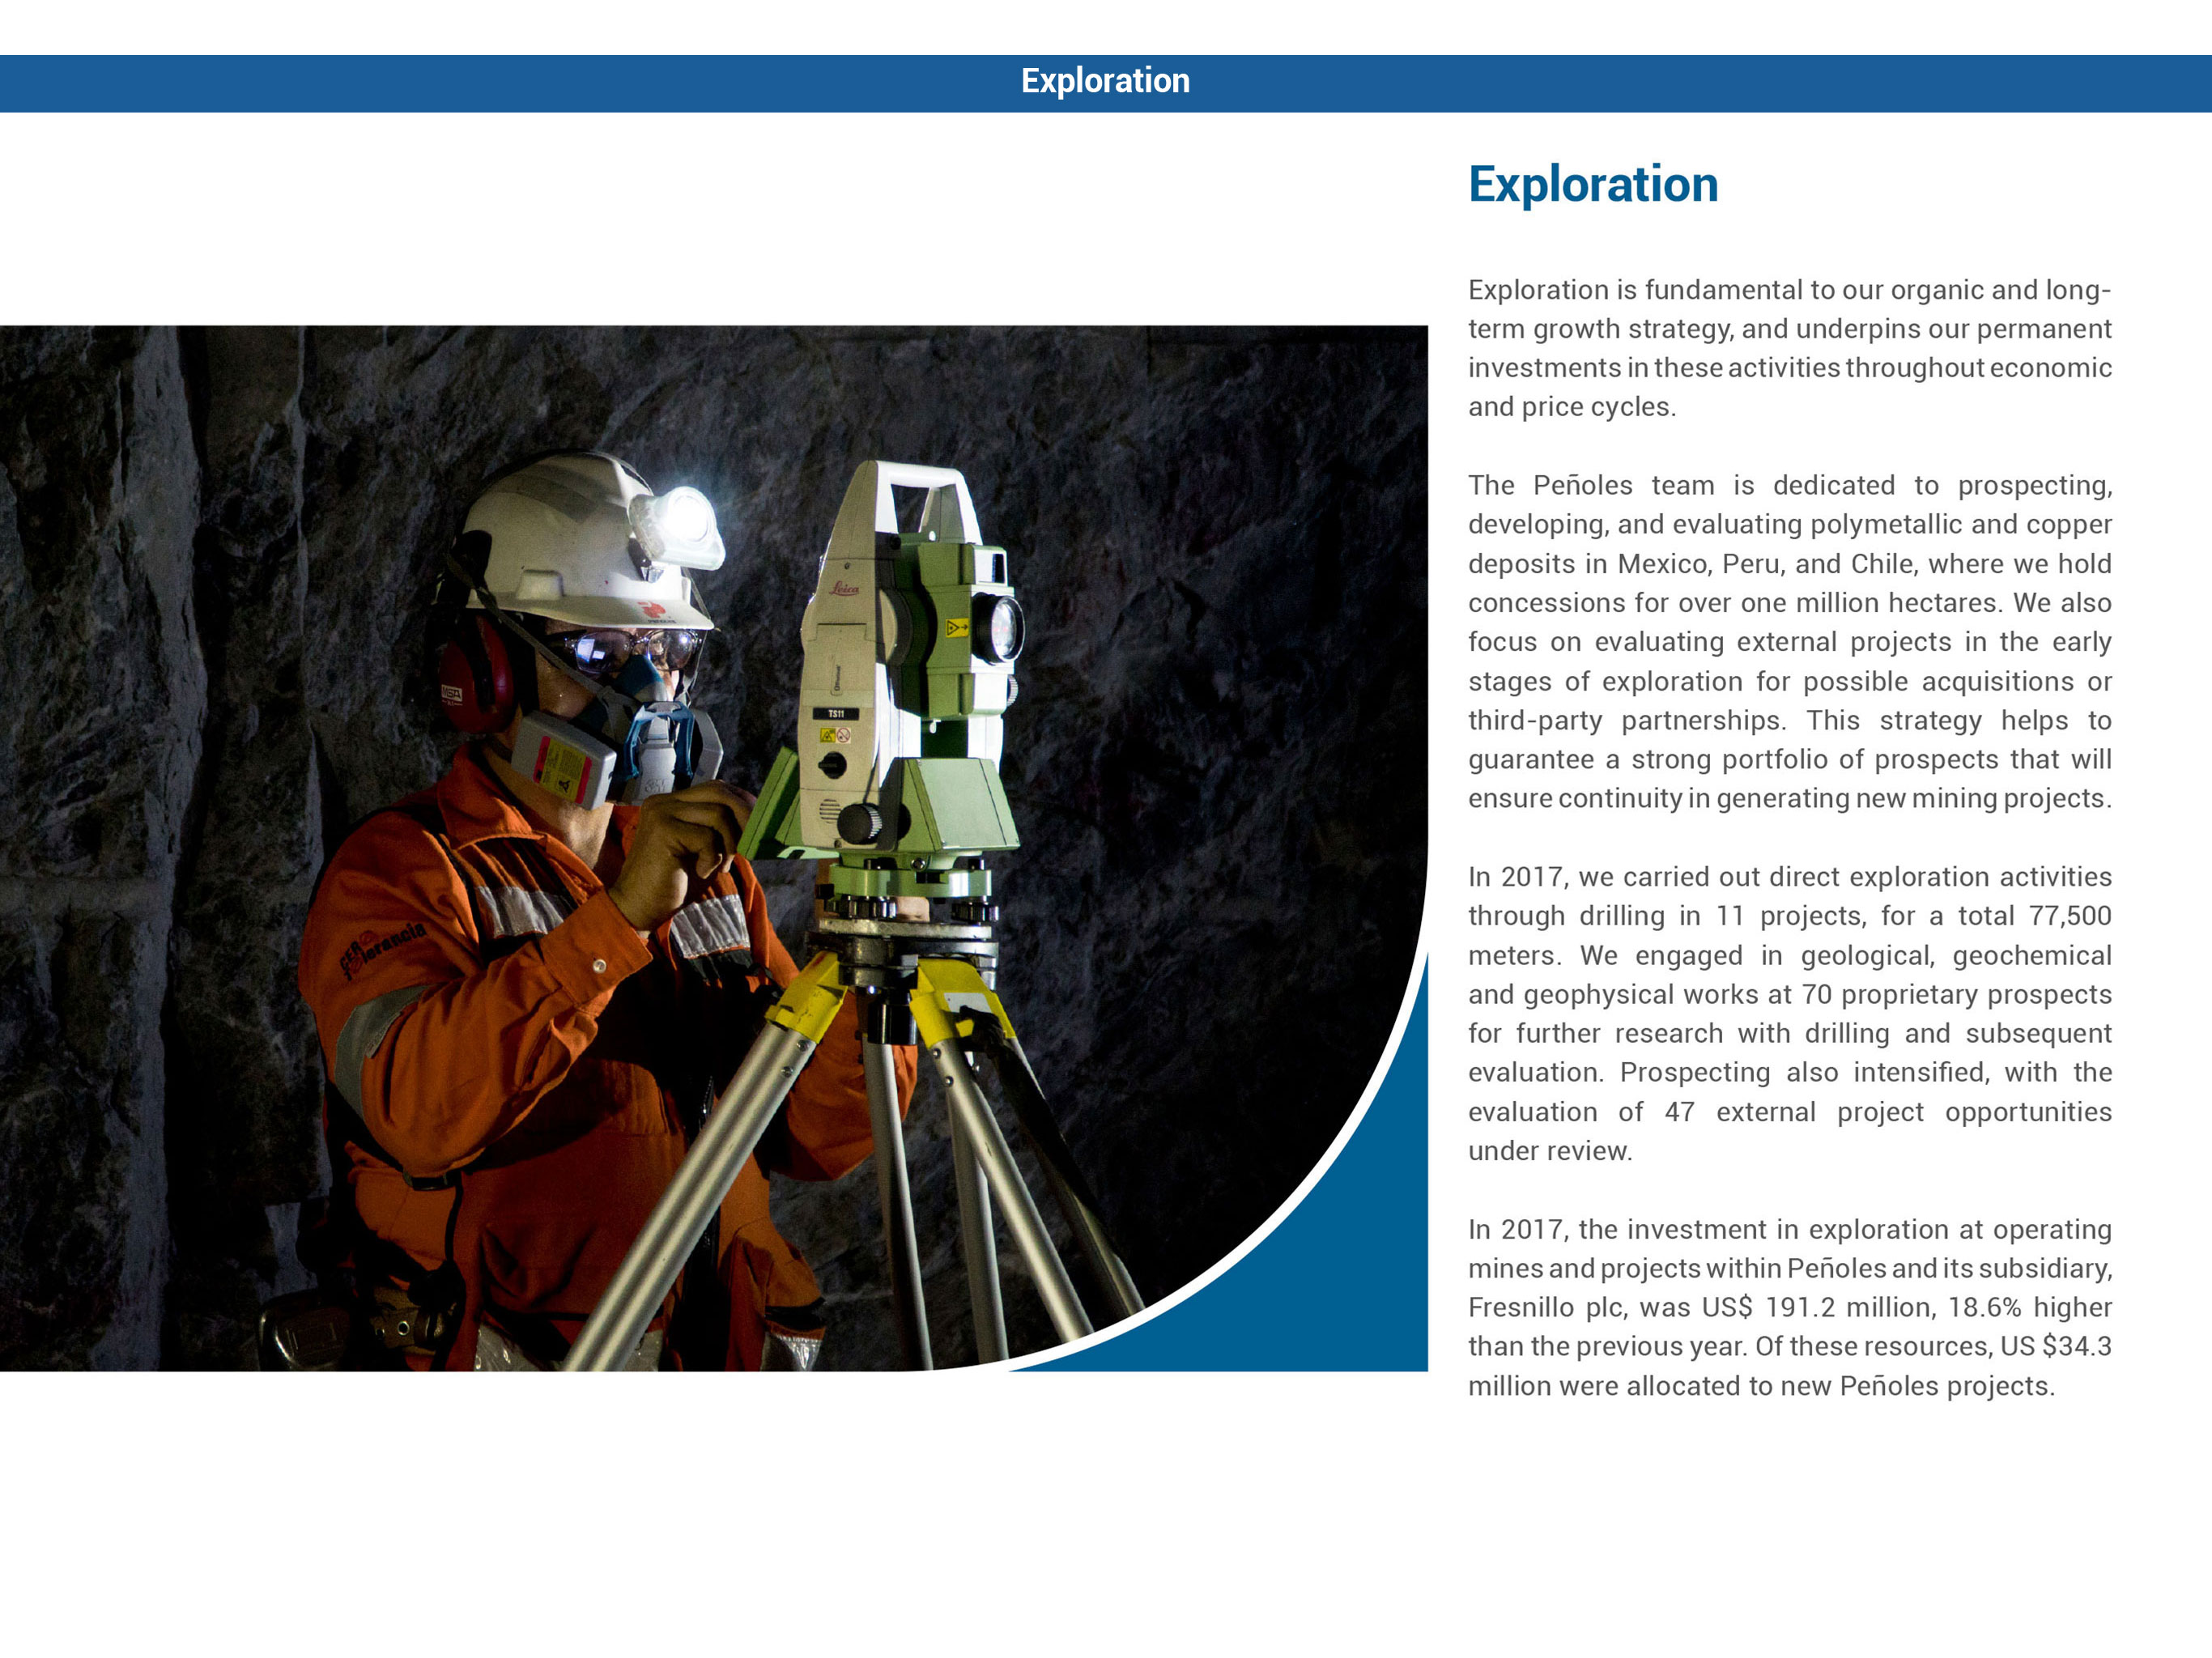 Exploration
Exploration
Exploration is fundamental to our organic and long-
term growth strategy, and underpins our permanent
investments in these activities throughout economic
and price cycles.
The Peñoles team is dedicated to prospecting,
developing, and evaluating polymetallic and copper
deposits in Mexico, Peru, and Chile, where we hold
concessions for over one million hectares. We also
focus on evaluating external projects in the early
stages of exploration for possible acquisitions or
third-party partnerships. This strategy helps to
guarantee a strong portfolio of prospects that will
ensure continuity in generating new mining projects.
In 2017, we carried out direct exploration activities
through drilling in 11 projects, for a total 77,500
meters. We engaged in geological, geochemical
and geophysical works at 70 proprietary prospects
for further research with drilling and subsequent
evaluation. Prospecting also intensified, with the
evaluation of 47 external project opportunities
under review.
In 2017, the investment in exploration at operating
mines and projects within Peñoles and its subsidiary,
Fresnillo plc, was US$ 191.2 million, 18.6% higher
than the previous year. Of these resources, US $34.3
million were allocated to new Peñoles projects.
Leica
TS11
MSA